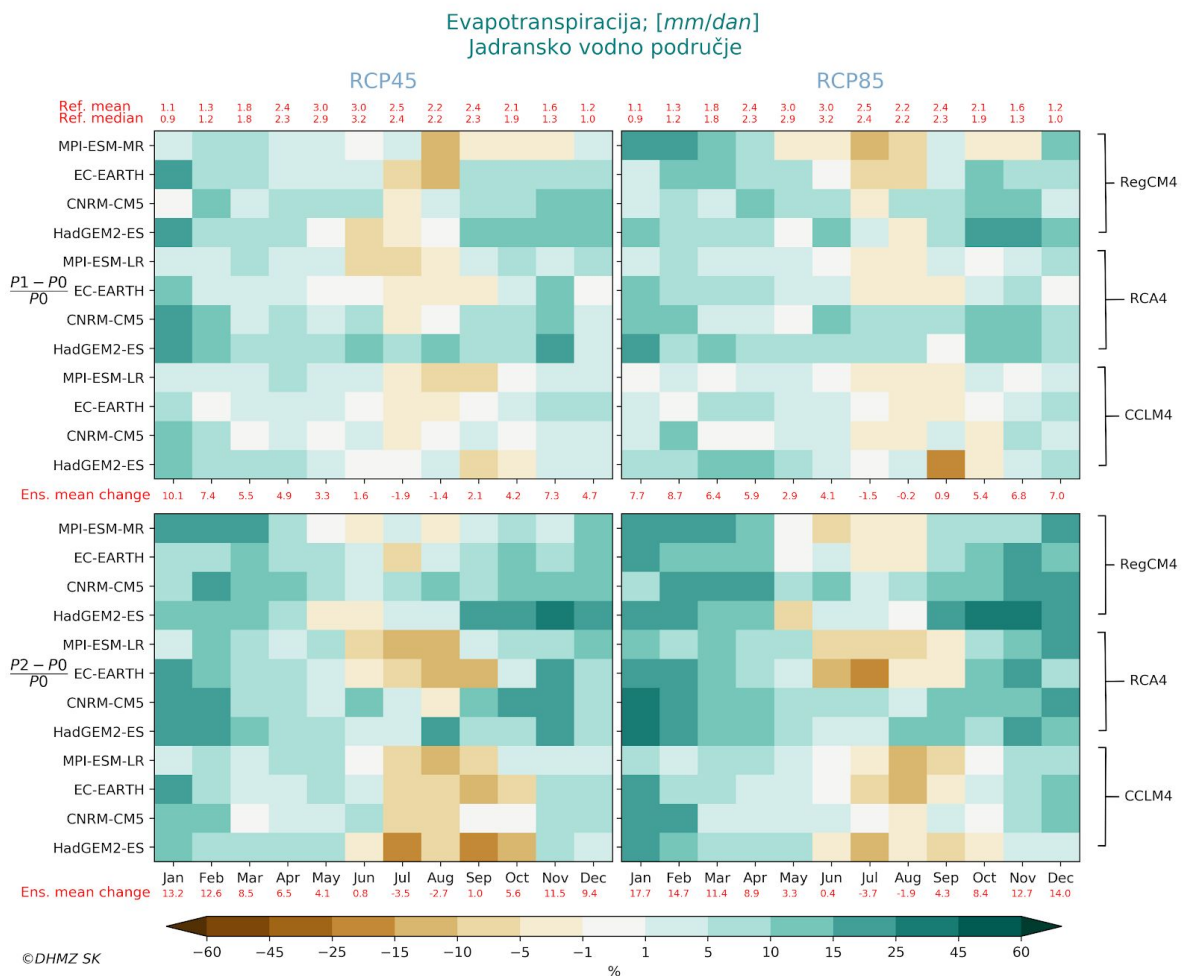 Evapotranspiracija; [mm/dan]
Jadransko vodno područje
RCP45 RCP85
Ref. mean 1.1 1.3 1.8 2.4 3.0 3.0 2.5 2.2 2.4 2.1 1.6 1.2 1.1 1.3 1.8 2.4 3.0 3.0 2.5 2.2 2.4 2.1 1.6 1.2
Ref. median 0.9 1.2 1.8 2.3 2.9 3.2 2.4 2.2 2.3 1.9 1.3 1.0 0.9 1.2 1.8 2.3 2.9 3.2 2.4 2.2 2.3 1.9 1.3 1.0
MPI-ESM-MR
EC-EARTH RegCM4
CNRM-CM5
HadGEM2-ES
MPI-ESM-LR
P1 − P0
P0
EC-EARTH RCA4
CNRM-CM5
HadGEM2-ES
MPI-ESM-LR
EC-EARTH CCLM4
CNRM-CM5
HadGEM2-ES
Ens. mean change 10.1 7.4 5.5 4.9 3.3 1.6 -1.9 -1.4 2.1 4.2 7.3 4.7 7.7 8.7 6.4 5.9 2.9 4.1 -1.5 -0.2 0.9 5.4 6.8 7.0
MPI-ESM-MR
EC-EARTH RegCM4
CNRM-CM5
HadGEM2-ES
MPI-ESM-LR
P2 − P0
P0
EC-EARTH RCA4
CNRM-CM5
HadGEM2-ES
MPI-ESM-LR
EC-EARTH CCLM4
CNRM-CM5
HadGEM2-ES
Jan Feb Mar Apr May Jun Jul Aug Sep Oct Nov Dec Jan Feb Mar Apr May Jun Jul Aug Sep Oct Nov Dec
Ens. mean change 13.2 12.6 8.5 6.5 4.1 0.8 -3.5 -2.7 1.0 5.6 11.5 9.4 17.7 14.7 11.4 8.9 3.3 0.4 -3.7 -1.9 4.3 8.4 12.7 14.0
−60 −45 −25 −15 −10 −5 −1 1 5 10 15 25 45 60
©DHMZ SK
%